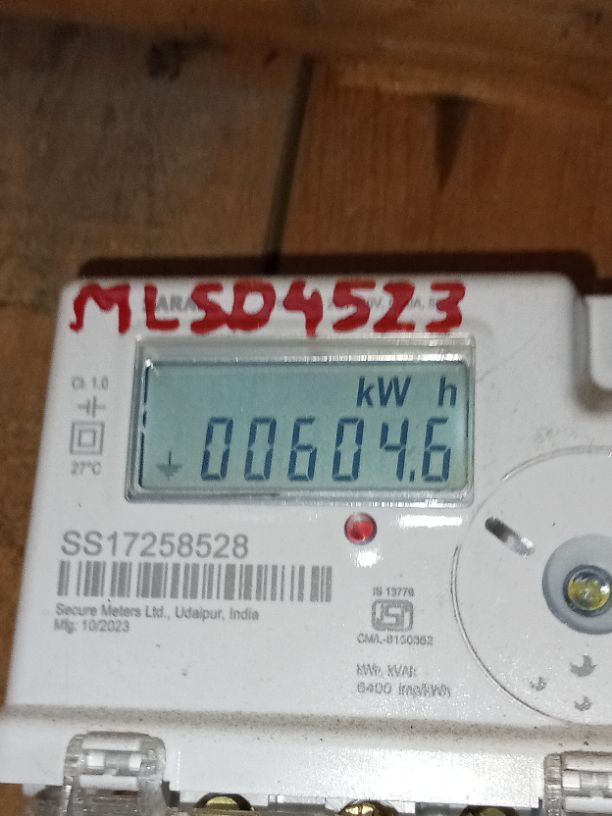 MLSD4523
Cl. 1.0
kW h
00604.6
27°C
SS17258528
Secure Meters Ltd., Udaipur, India
Mfg: 10/2023
IS 13779
ISI
kWh, kVAh
6400 imp/kWh